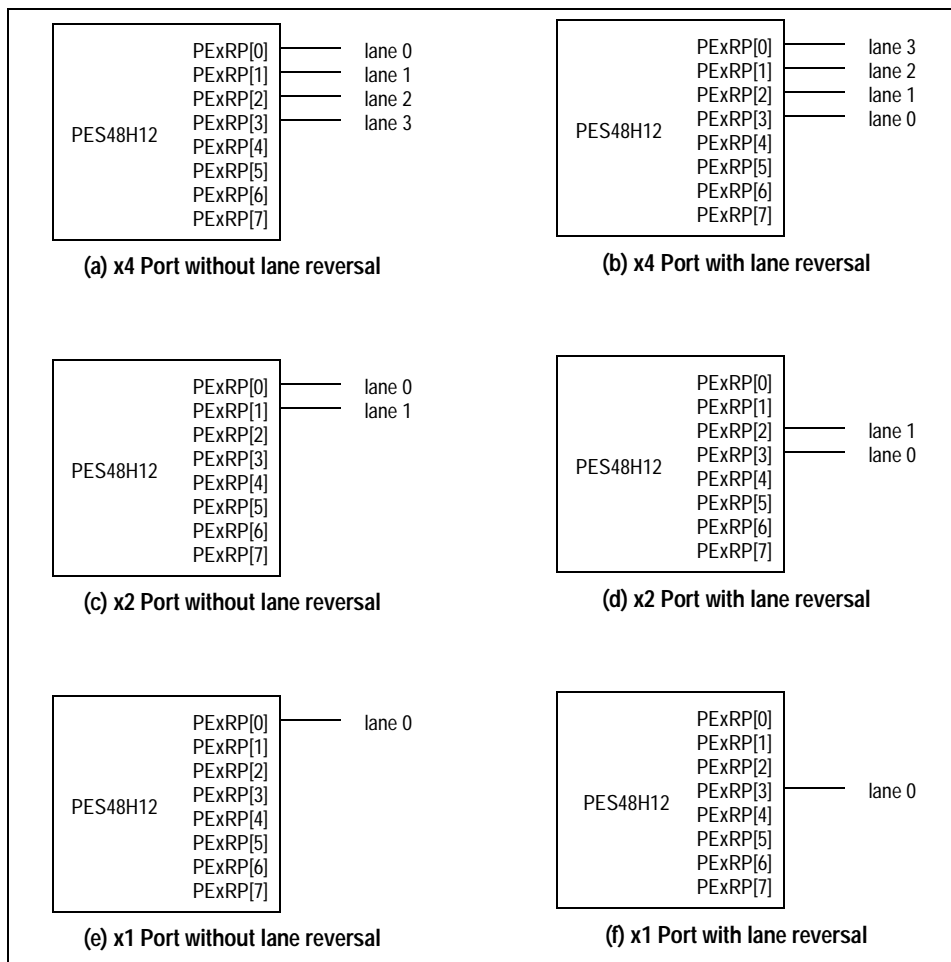 PExRP[0] lane 0
PExRP[1] lane 1
PExRP[2] lane 2
PExRP[3] lane 3
PES48H12
PExRP[4]
PExRP[5]
PExRP[6]
PExRP[7]
(a) x4 Port without lane reversal
PExRP[0] lane 3
PExRP[1] lane 2
PExRP[2] lane 1
PExRP[3] lane 0
PES48H12
PExRP[4]
PExRP[5]
PExRP[6]
PExRP[7]
(b) x4 Port with lane reversal
PExRP[0] lane 0
PExRP[1] lane 1
PExRP[2]
PExRP[3]
PES48H12
PExRP[4]
PExRP[5]
PExRP[6]
PExRP[7]
(c) x2 Port without lane reversal
PExRP[0]
PExRP[1]
PExRP[2] lane 1
PExRP[3] lane 0
PES48H12
PExRP[4]
PExRP[5]
PExRP[6]
PExRP[7]
(d) x2 Port with lane reversal
PExRP[0] lane 0
PExRP[1]
PExRP[2]
PExRP[3]
PES48H12
PExRP[4]
PExRP[5]
PExRP[6]
PExRP[7]
(e) x1 Port without lane reversal
PExRP[0]
PExRP[1]
PExRP[2]
PExRP[3] lane 0
PES48H12
PExRP[4]
PExRP[5]
PExRP[6]
PExRP[7]
(f) x1 Port with lane reversal